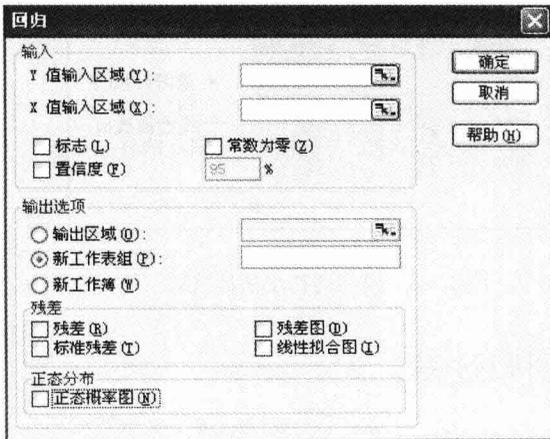 回归
输入
Y 值输入区域(Y):
X 值输入区域(X):
标志(L)
常数为零(Z)
置信度(F)
95 %
确定
取消
帮助(H)
输出选项
输出区域(O):
新工作表组(P):
新工作簿(W)
残差
残差(R)
残差图(D)
标准残差(T)
线性拟合图(I)
正态分布
正态概率图(N)